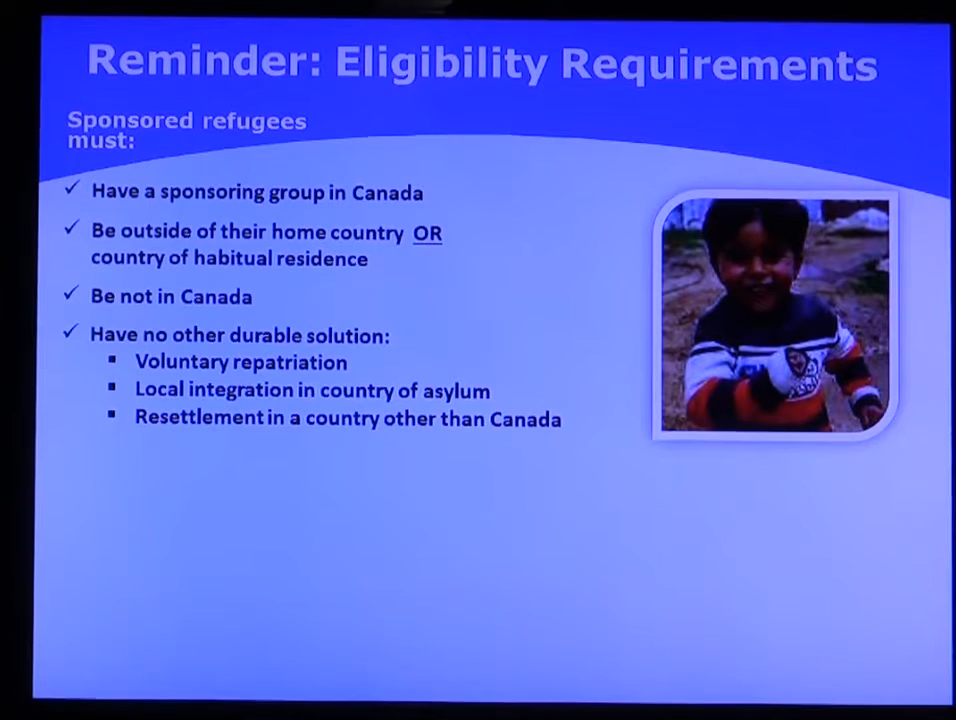 Reminder: Eligibility Requirements
Sponsored refugees
must:
✓ Have a sponsoring group in Canada
✓ Be outside of their home country OR
country of habitual residence
✓ Be not in Canada
✓ Have no other durable solution:
▪ Voluntary repatriation
▪ Local integration in country of asylum
▪ Resettlement in a country other than Canada